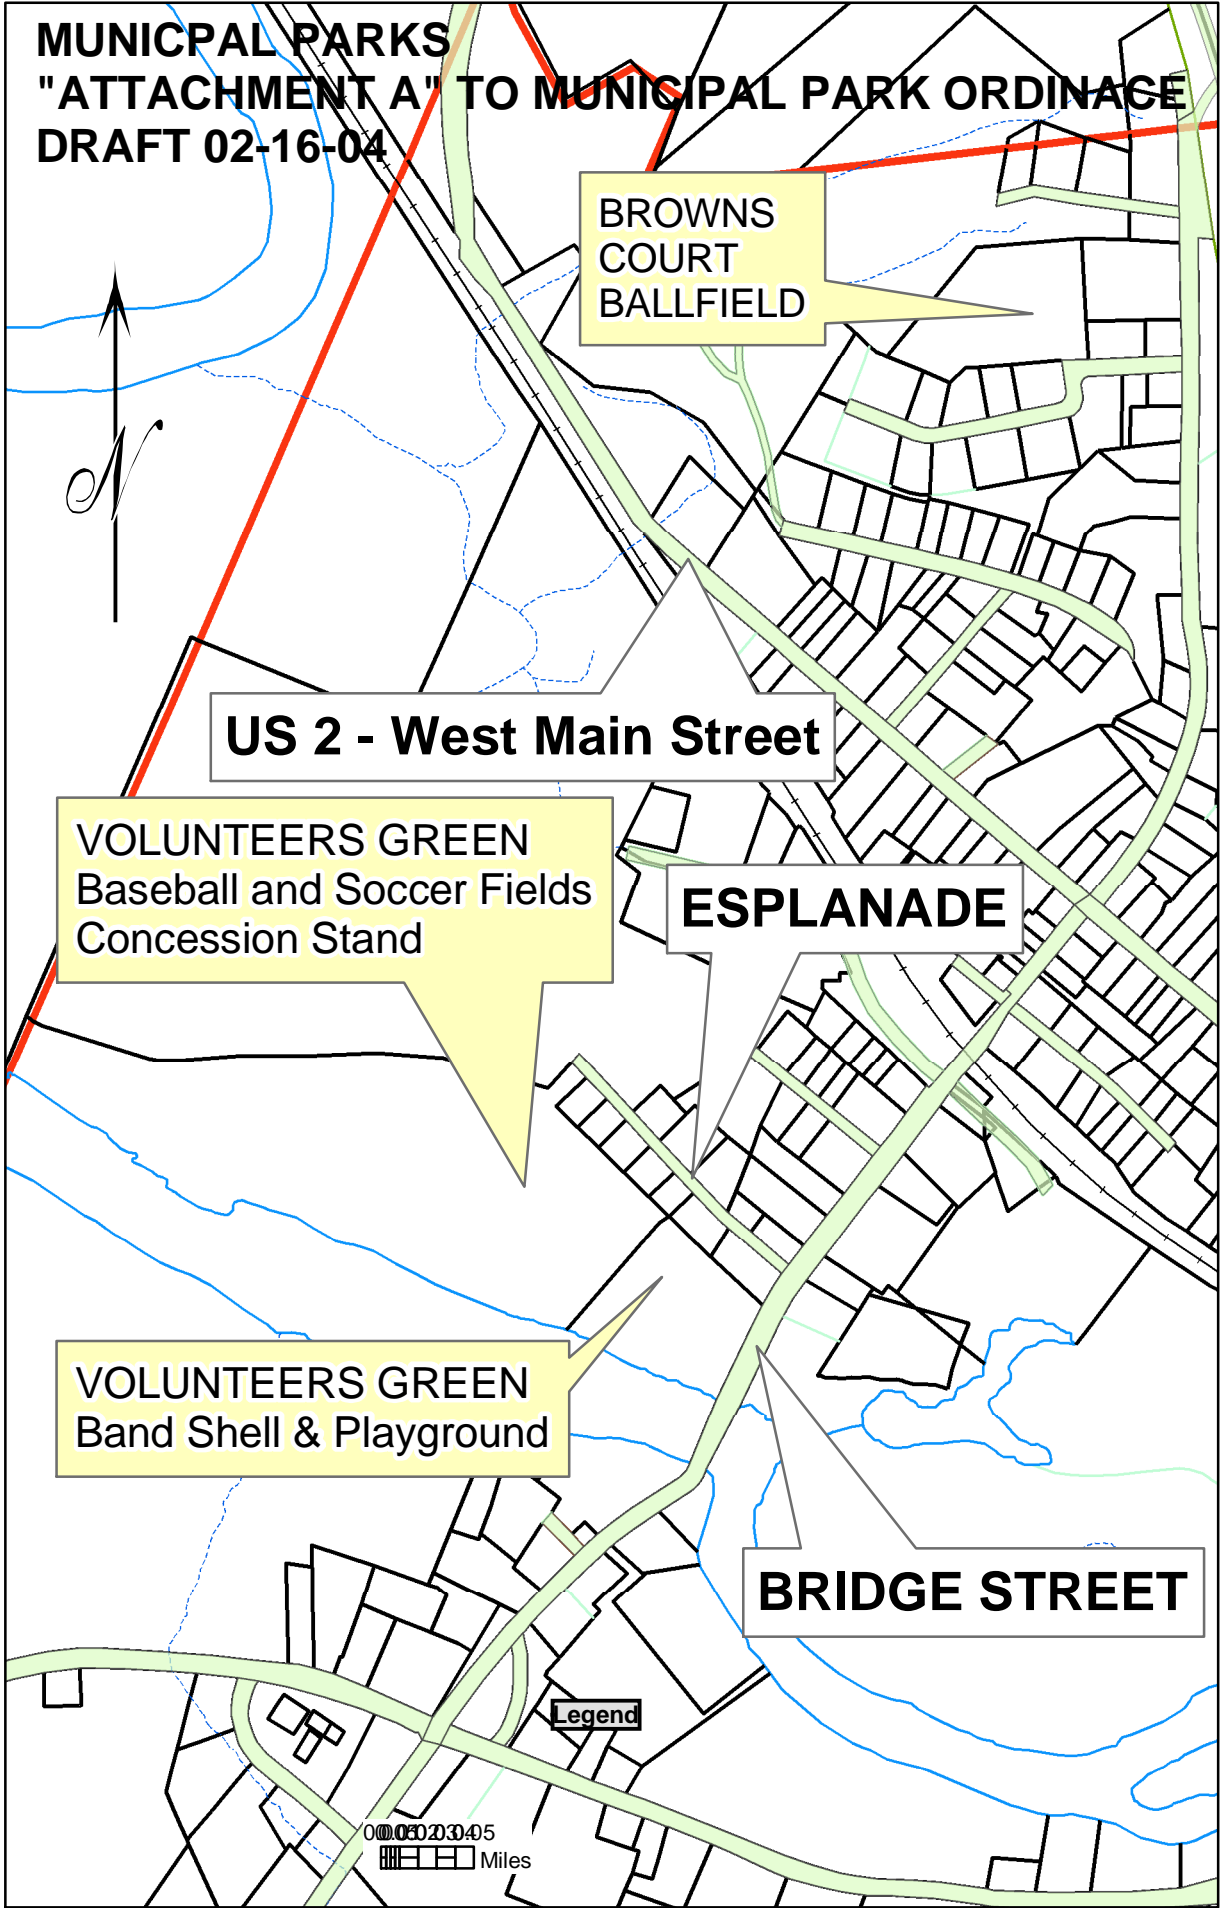 MUNICPAL PARKS
"ATTACHMENT A" TO MUNICIPAL PARK ORDINACE
DRAFT 02-16-04
BROWNS
COURT
BALLFIELD
N
US 2 - West Main Street
VOLUNTEERS GREEN
Baseball and Soccer Fields
Concession Stand
ESPLANADE
VOLUNTEERS GREEN
Band Shell & Playground
BRIDGE STREET
Legend
Miles